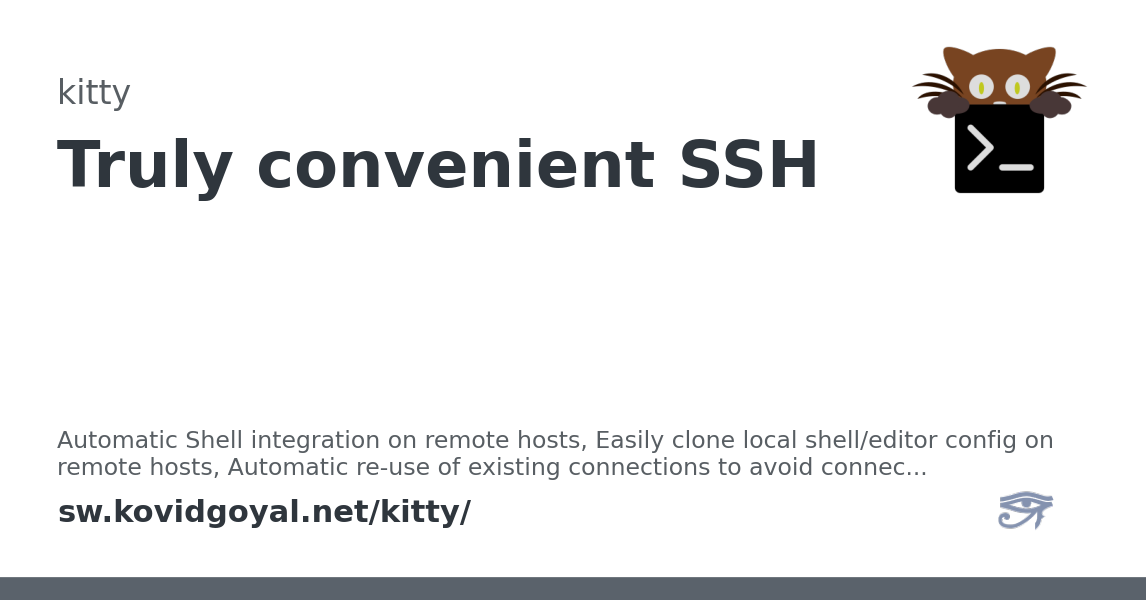 kitty
Truly convenient SSH
Automatic Shell integration on remote hosts, Easily clone local shell/editor config on
remote hosts, Automatic re-use of existing connections to avoid connec...
sw.kovidgoyal.net/kitty/